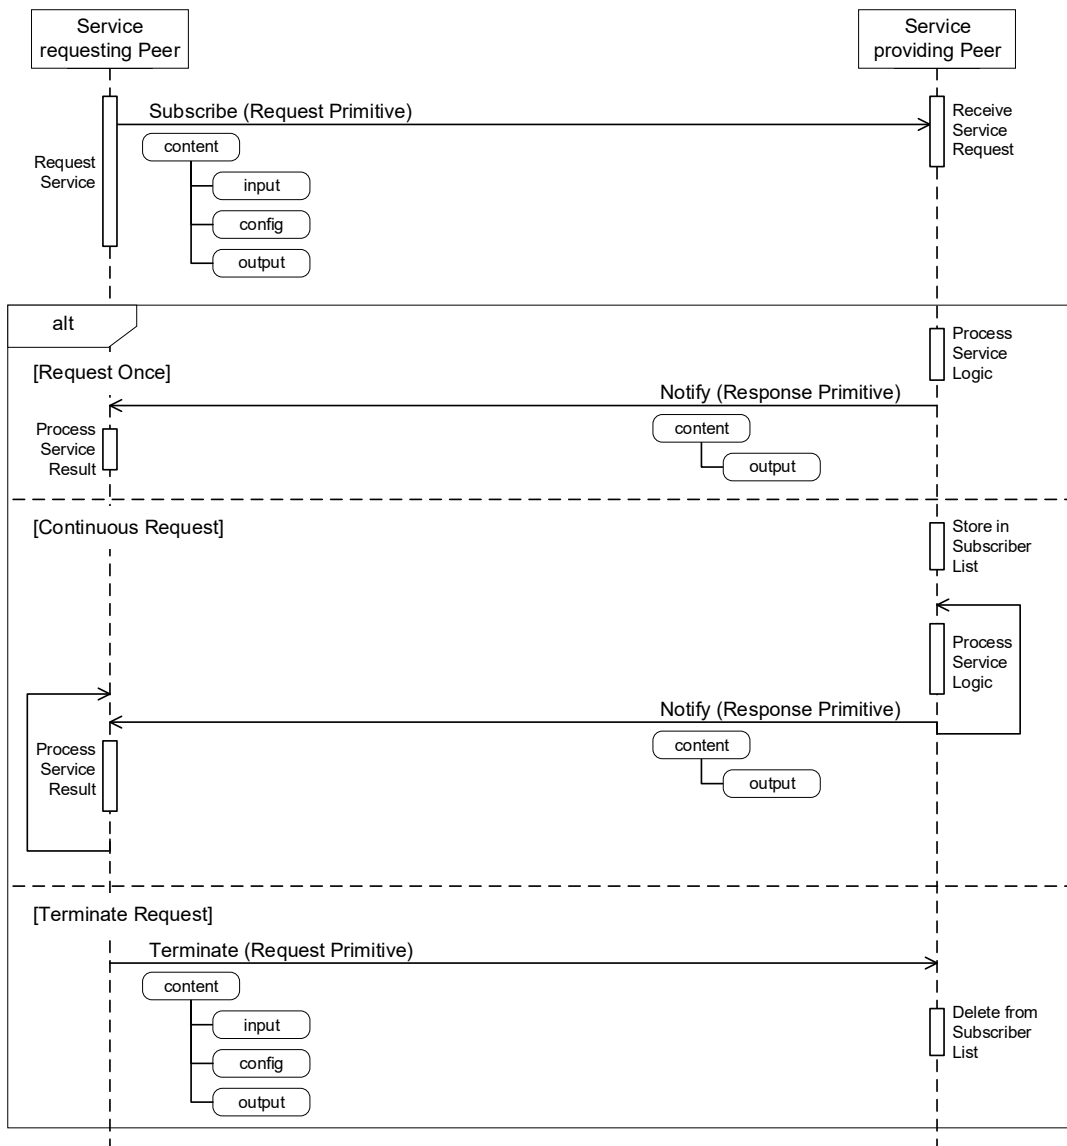 Service
requesting Peer
Service
providing Peer
Subscribe (Request Primitive)
Receive
Service
Request
content
Request
Service
input
config
output
alt
Process
Service
Logic
[Request Once]
Notify (Response Primitive)
Process
Service
Result
content
output
[Continuous Request]
Store in
Subscriber
List
Process
Service
Logic
Notify (Response Primitive)
Process
Service
Result
content
output
[Terminate Request]
Terminate (Request Primitive)
content
input
config
output
Delete from
Subscriber
List